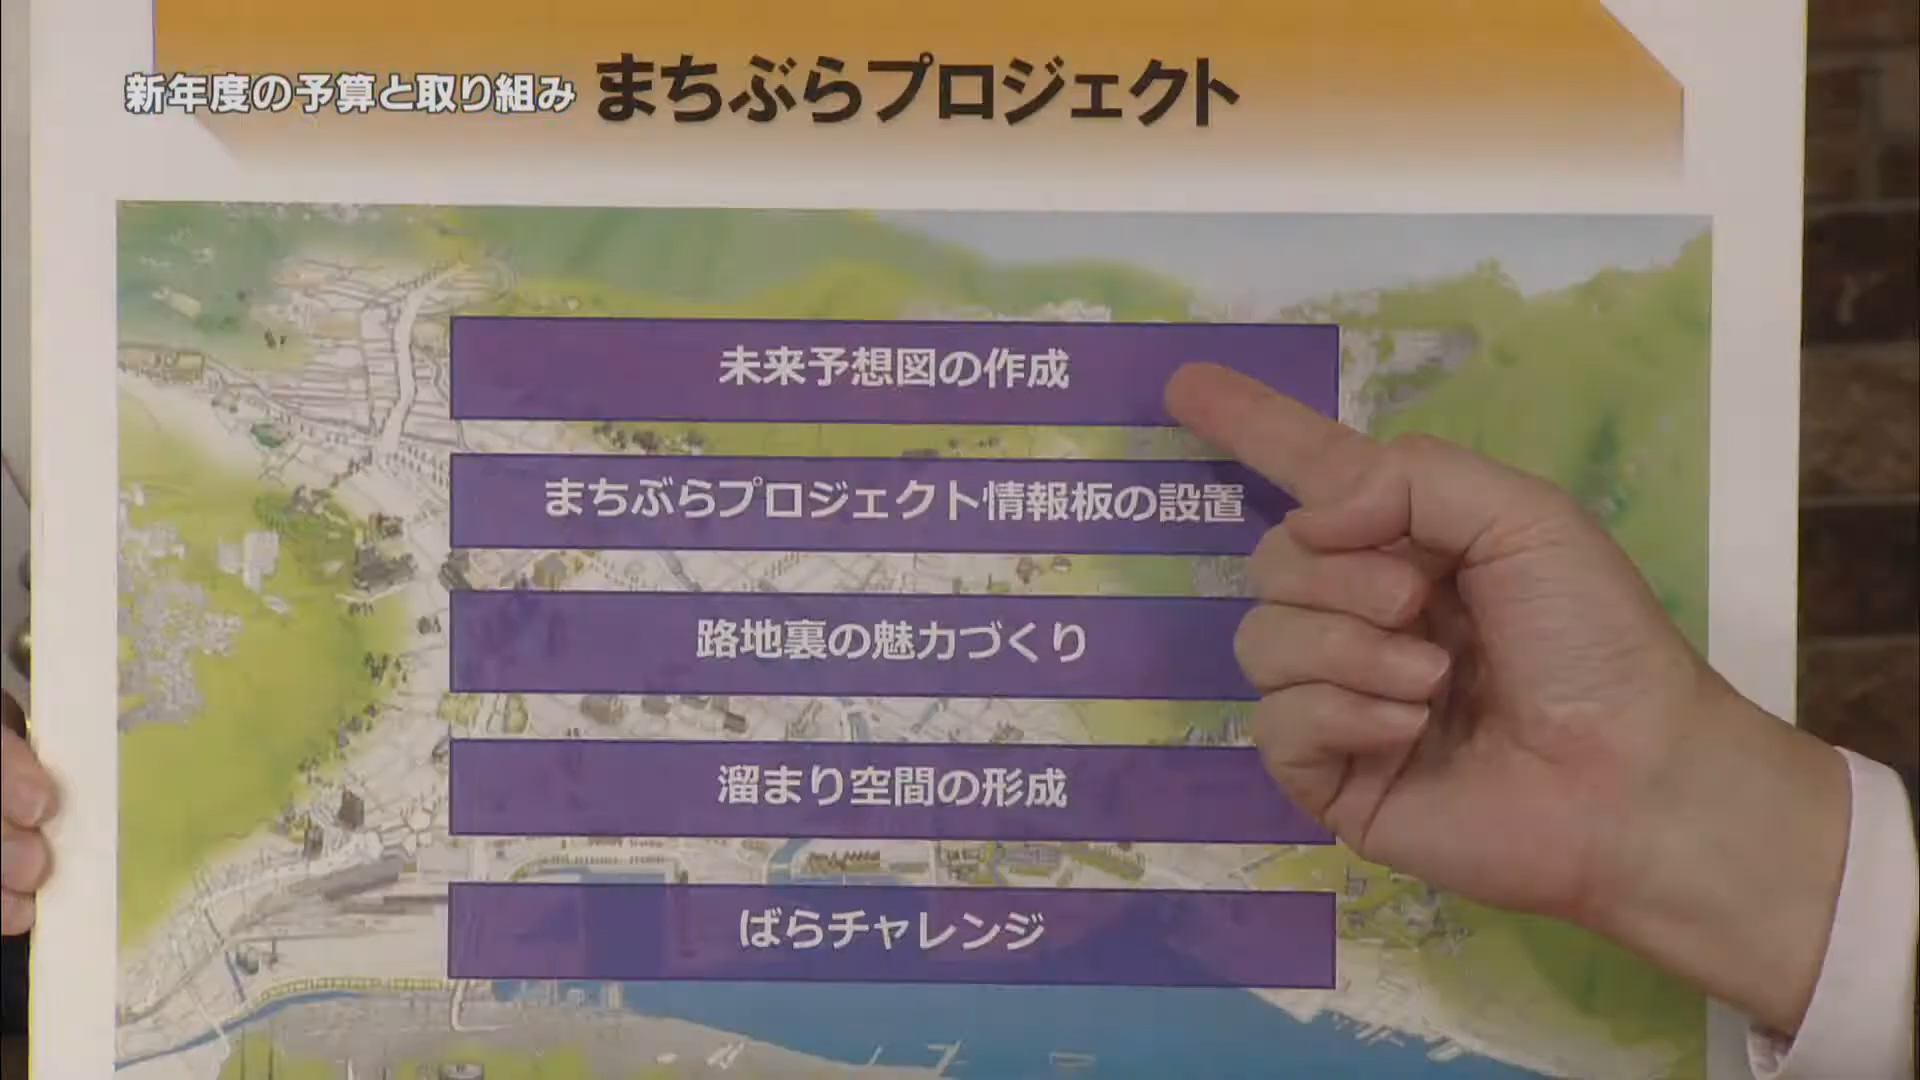 新年度の予算と取り組み
まちぶらプロジェクト
未来予想図の作成
まちぶらプロジェクト情報板の設置
路地裏の魅力づくり
溜まり空間の形成
ばらチャレンジ